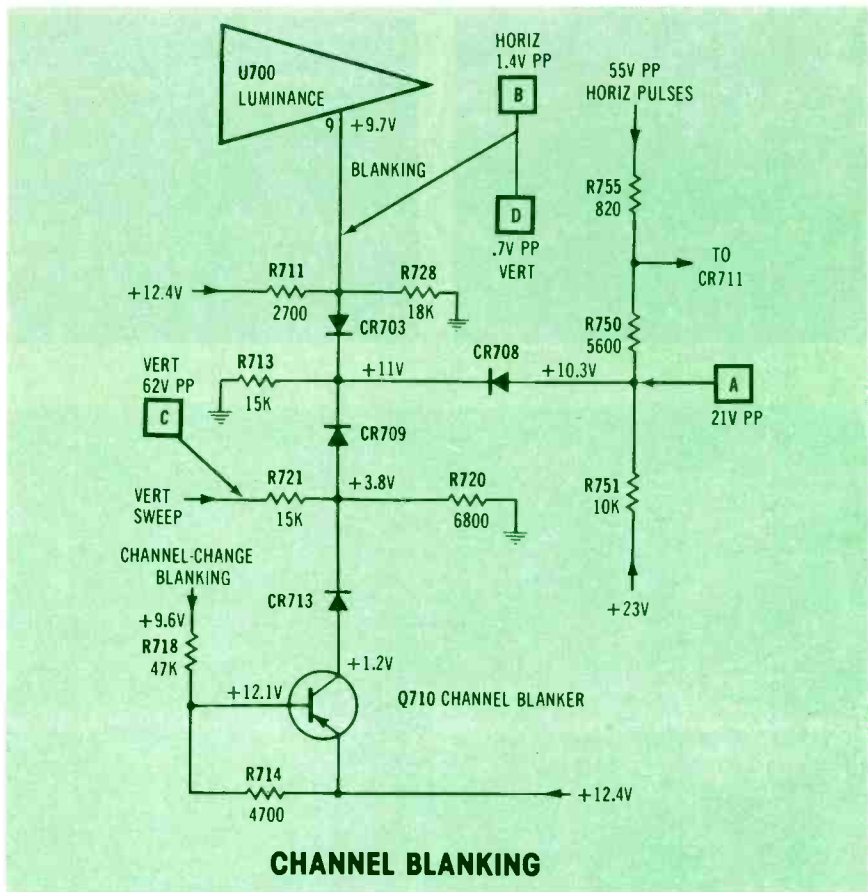 HORIZ
1.4V PP
B
55V PP
HORIZ PULSES
U700
LUMINANCE
9
+9.7V
BLANKING
D
.7V PP
VERT
R755
820
TO
CR711
R711
2700
+12.4V
R728
18K
CR703
R750
5600
VERT
62V PP
C
R713
15K
+11V
CR708
+10.3V
A
21V PP
CR709
R721
15K
VERT
SWEEP
+3.8V
R720
6800
R751
10K
CHANNEL-CHANGE
BLANKING
+9.6V
R718
47K
CR713
+23V
+1.2V
+12.1V
Q710 CHANNEL BLANKER
R714
4700
+12.4V
CHANNEL BLANKING